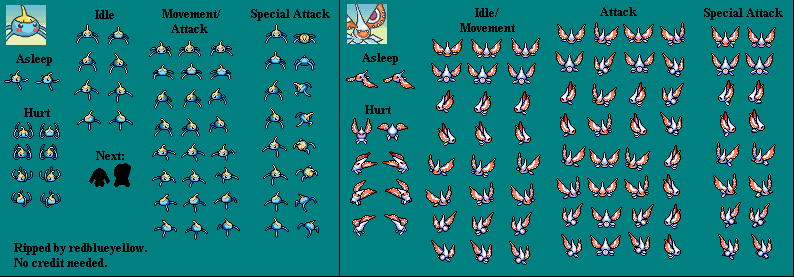 Idle
Movement/
Attack
Special Attack
Asleep
Hurt
Next:
Ripped by redblueyellow.
No credit needed.
Idle/
Movement
Attack
Special Attack
Asleep
Hurt